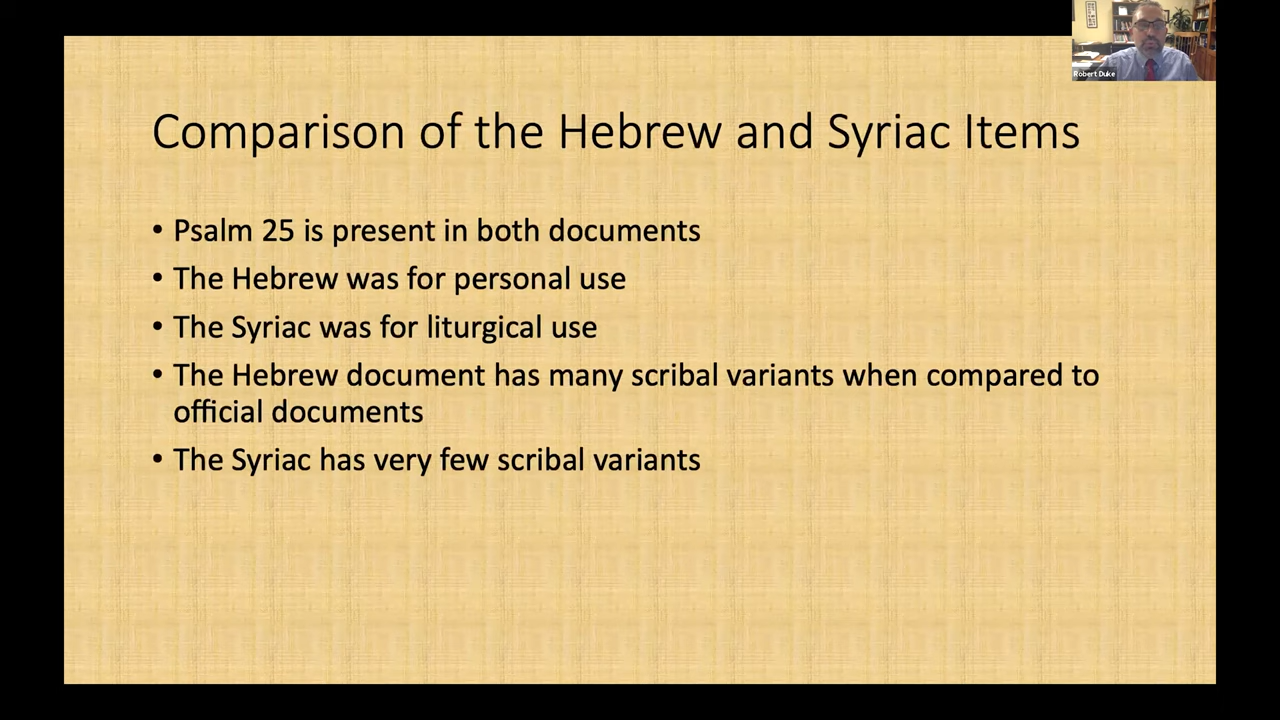 Robert Duke
Comparison of the Hebrew and Syriac Items
• Psalm 25 is present in both documents
• The Hebrew was for personal use
• The Syriac was for liturgical use
• The Hebrew document has many scribal variants when compared to
official documents
• The Syriac has very few scribal variants